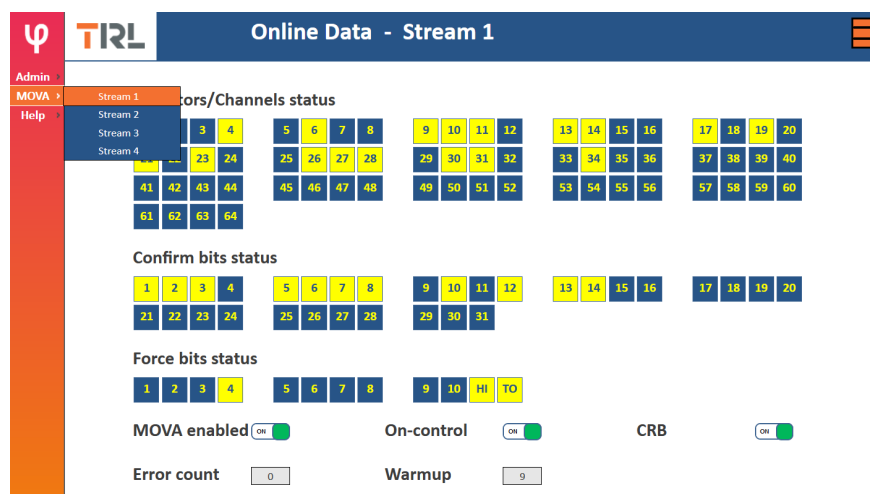 φ TRL Online Data - Stream 1
Admin ›
MOVA › Stream 1
tors/Channels status
Help › Stream 2
Stream 3
Stream 4
3 4 5 6 7 8 9 10 11 12 13 14 15 16 17 18 19 20
23 24 25 26 27 28 29 30 31 32 33 34 35 36 37 38 39 40
41 42 43 44 45 46 47 48 49 50 51 52 53 54 55 56 57 58 59 60
61 62 63 64
Confirm bits status
1 2 3 4 5 6 7 8 9 10 11 12 13 14 15 16 17 18 19 20
21 22 23 24 25 26 27 28 29 30 31
Force bits status
1 2 3 4 5 6 7 8 9 10 HI TO
MOVA enabled ON On-control ON CRB ON
Error count 0 Warmup 9